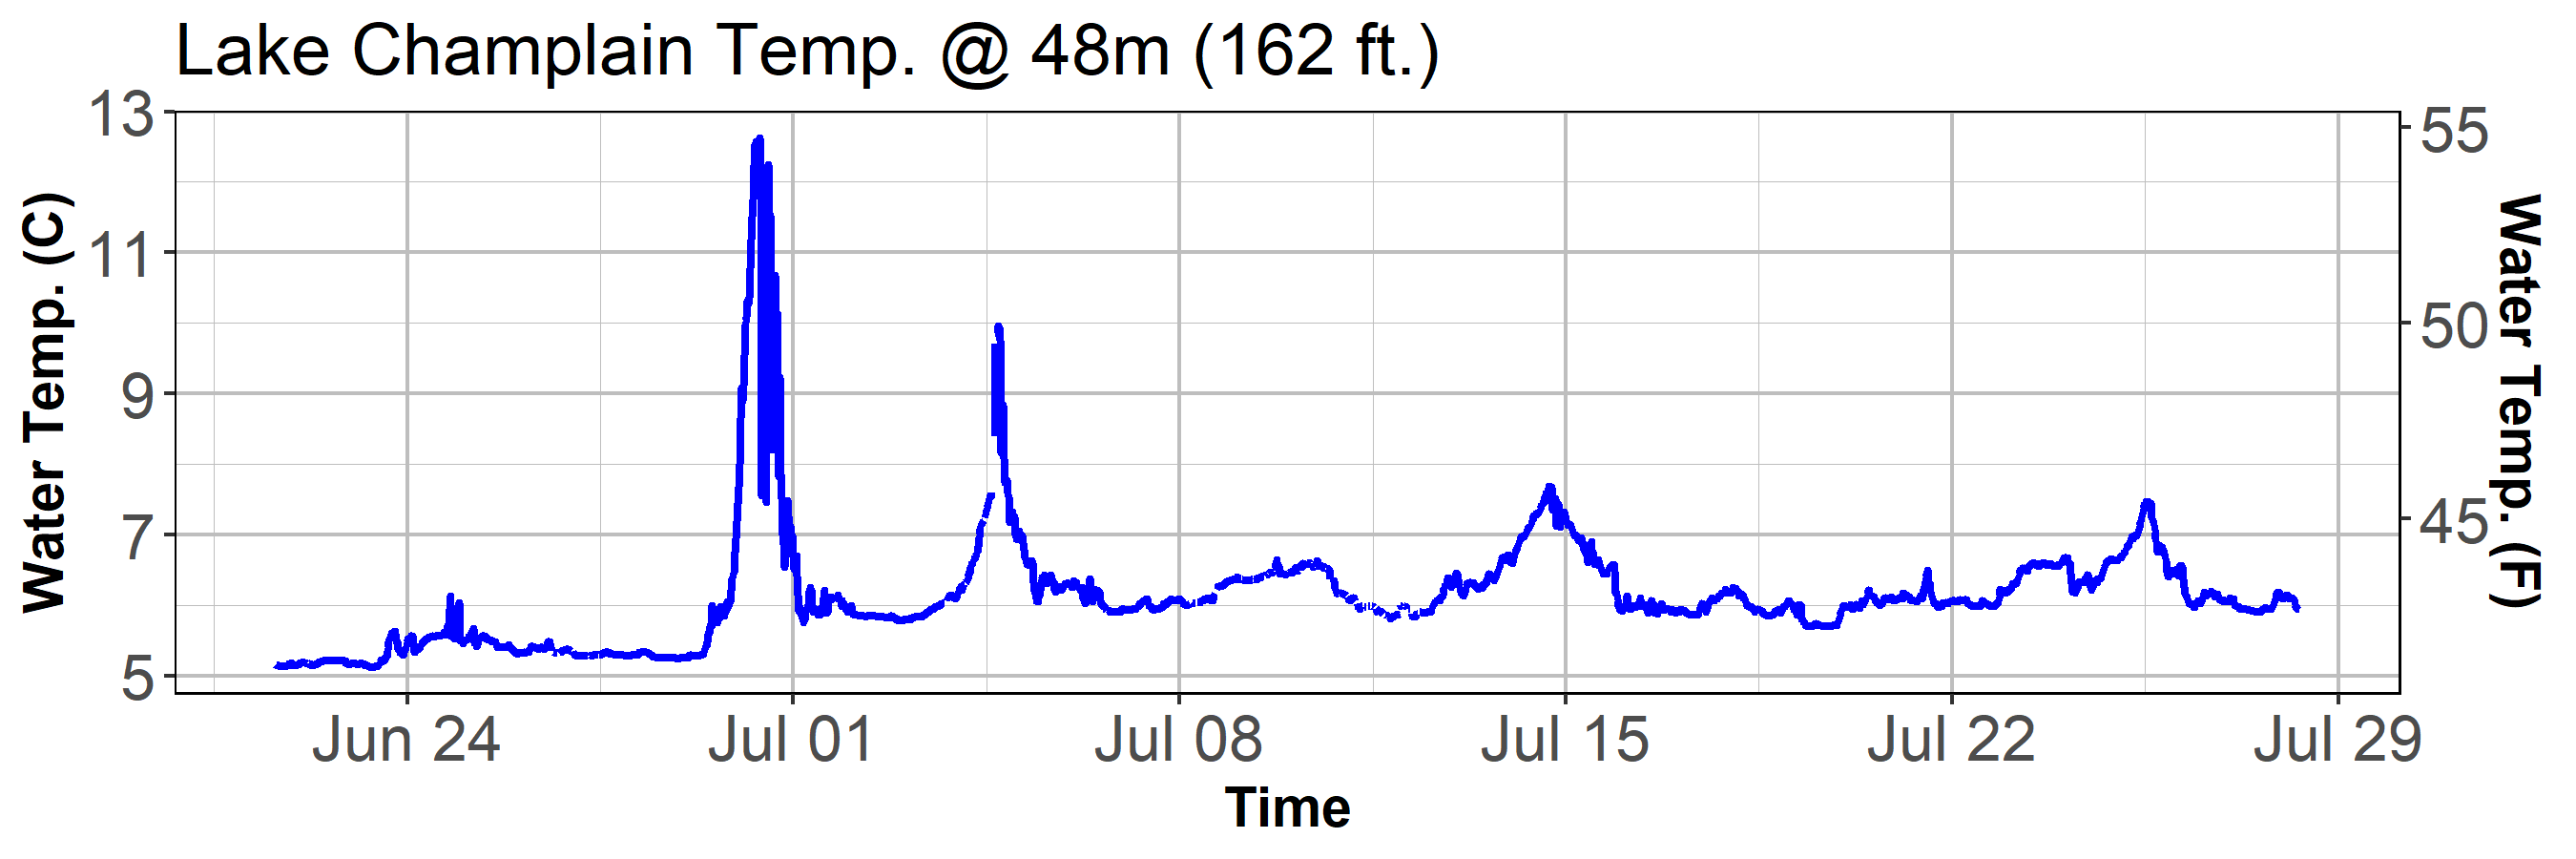 Lake Champlain Temp. @ 48m (162 ft.)
Water Temp. (C)
13
11
9
7
5
55
50
45
Water Temp. (F)
Jun 24
Jul 01
Jul 08
Jul 15
Jul 22
Jul 29
Time